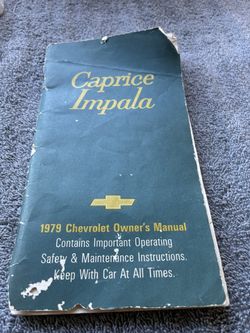 Caprice
Impala
1979 Chevrolet Owner's Manual
Contains Important Operating
Safety & Maintenance Instructions.
Keep With Car At All Times.